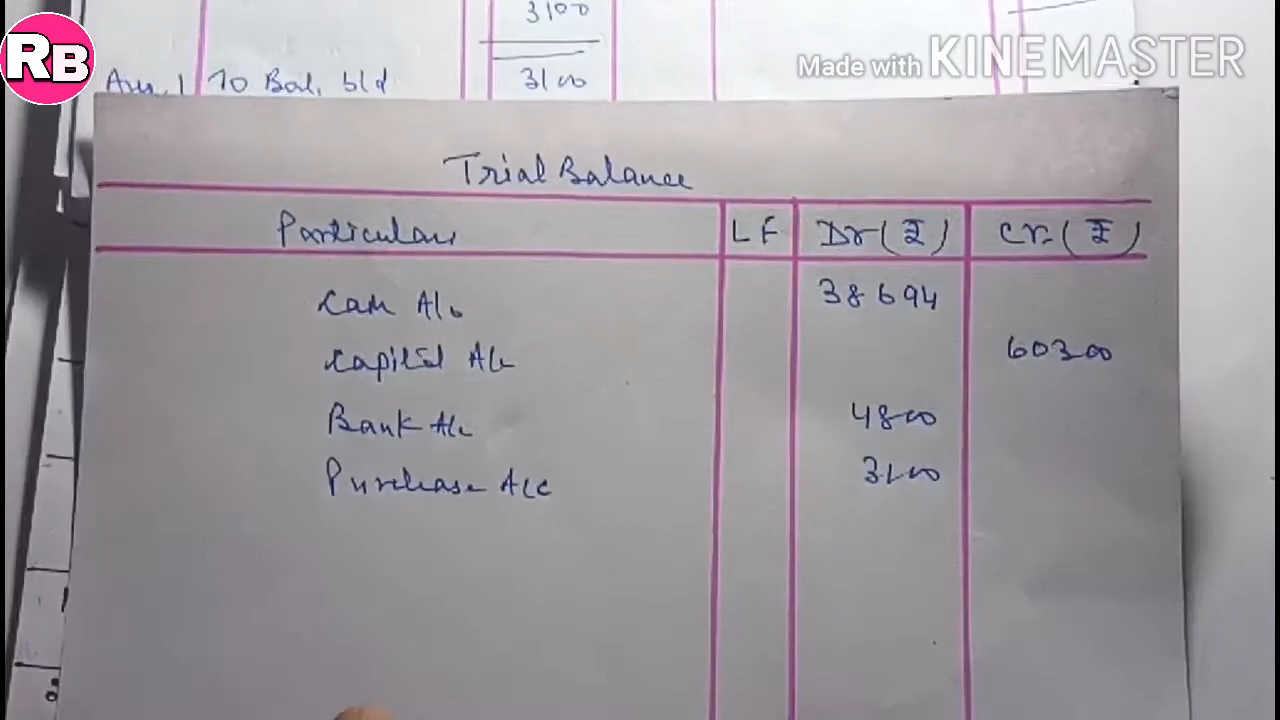 3100
RB
Made with KINEMASTER
3100
To Bal. b/d
Trial Balance
Particulars LF Dr (₹) Cr. (₹)
Cash A/c 38694
Capital A/c 60300
Bank A/c 4800
Purchase A/c 3100